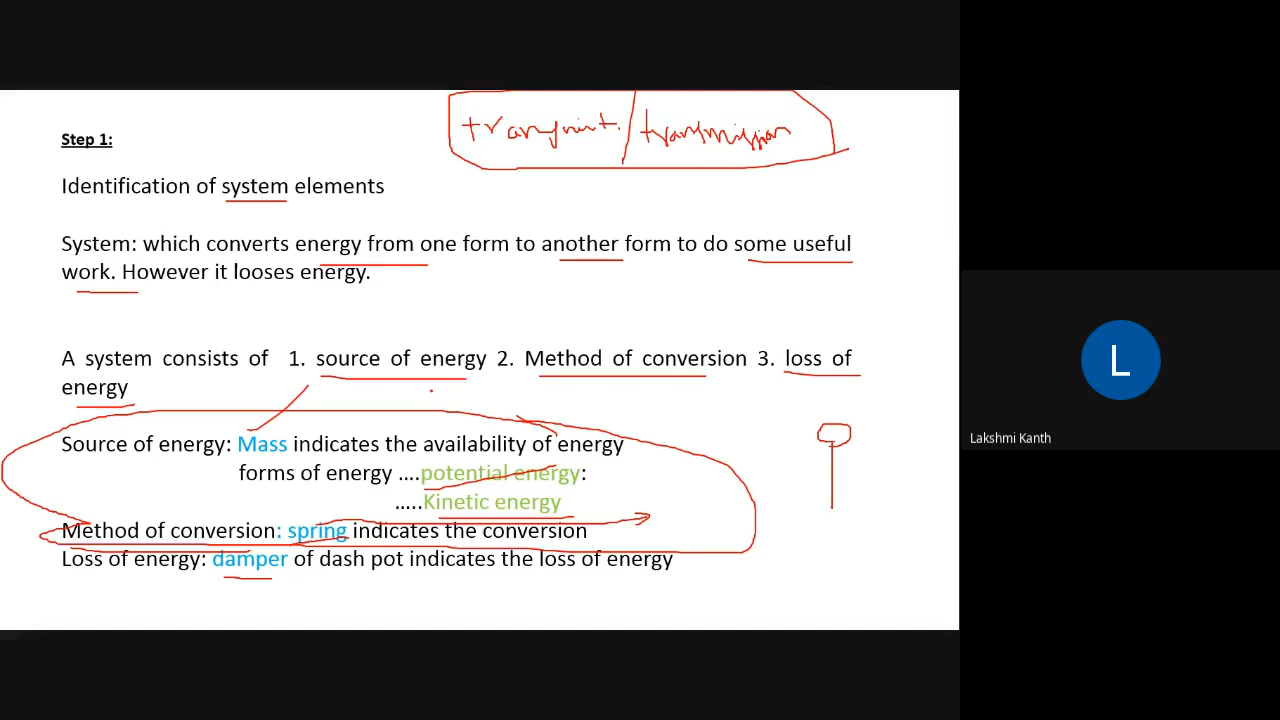 transmission
Step 1:
Identification of system elements
System: which converts energy from one form to another form to do some useful
work. However it looses energy.
A system consists of 1. source of energy 2. Method of conversion 3. loss of
energy
Source of energy: Mass indicates the availability of energy
forms of energy ....potential energy:
.....Kinetic energy
Method of conversion: spring indicates the conversion
Loss of energy: damper of dash pot indicates the loss of energy
L
Lakshmi Kanth